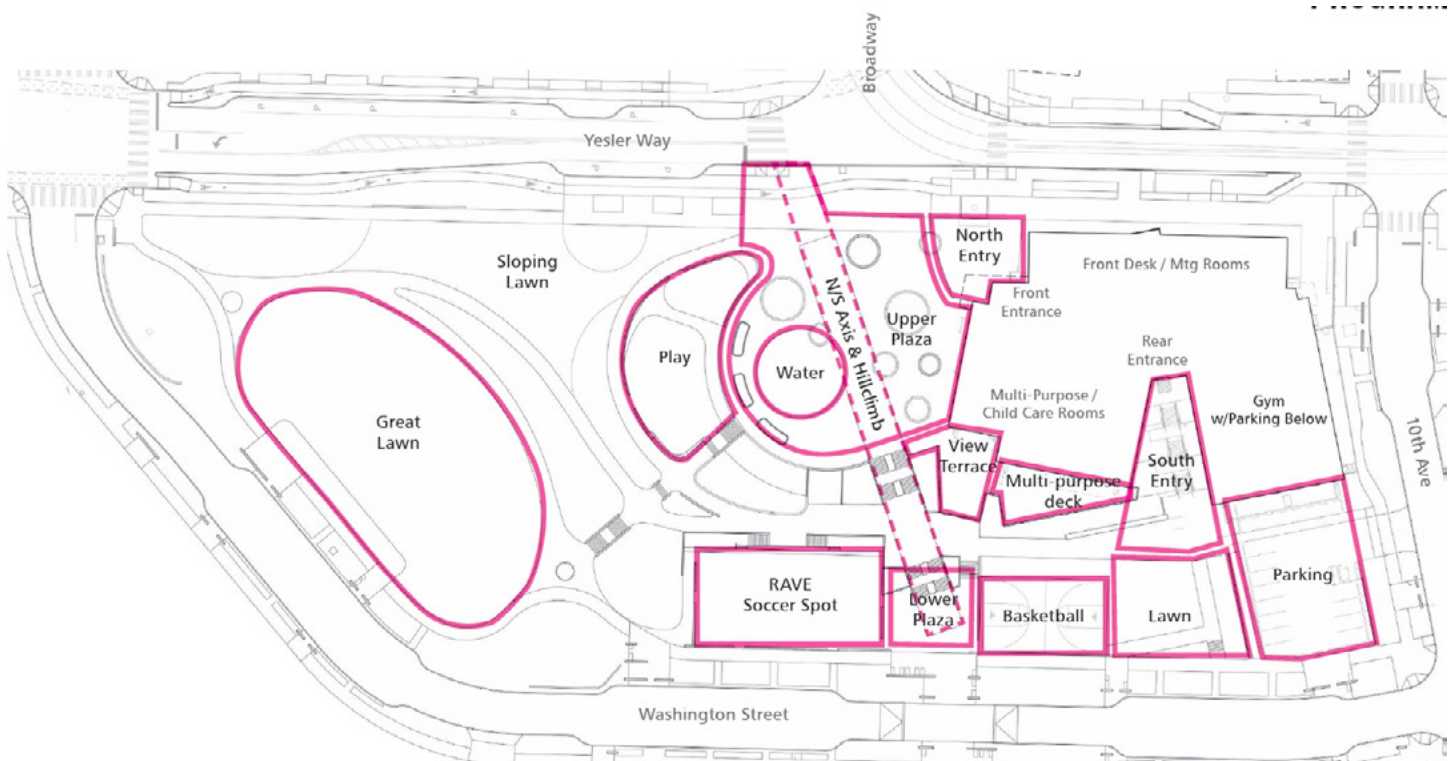 Broadway
Yesler Way
North
Entry
Sloping
Lawn
Front Desk / Mtg Rooms
N/S Axis & Hillclimb
Front
Entrance
Upper
Plaza
Rear
Entrance
Play
Water
Multi-Purpose /
Child Care Rooms
Gym
w/Parking Below
Great
Lawn
10th Ave
View
Terrace
South
Entry
Multi-purpose
deck
RAVE
Soccer Spot
Lower
Plaza
Basketball
Lawn
Parking
Washington Street